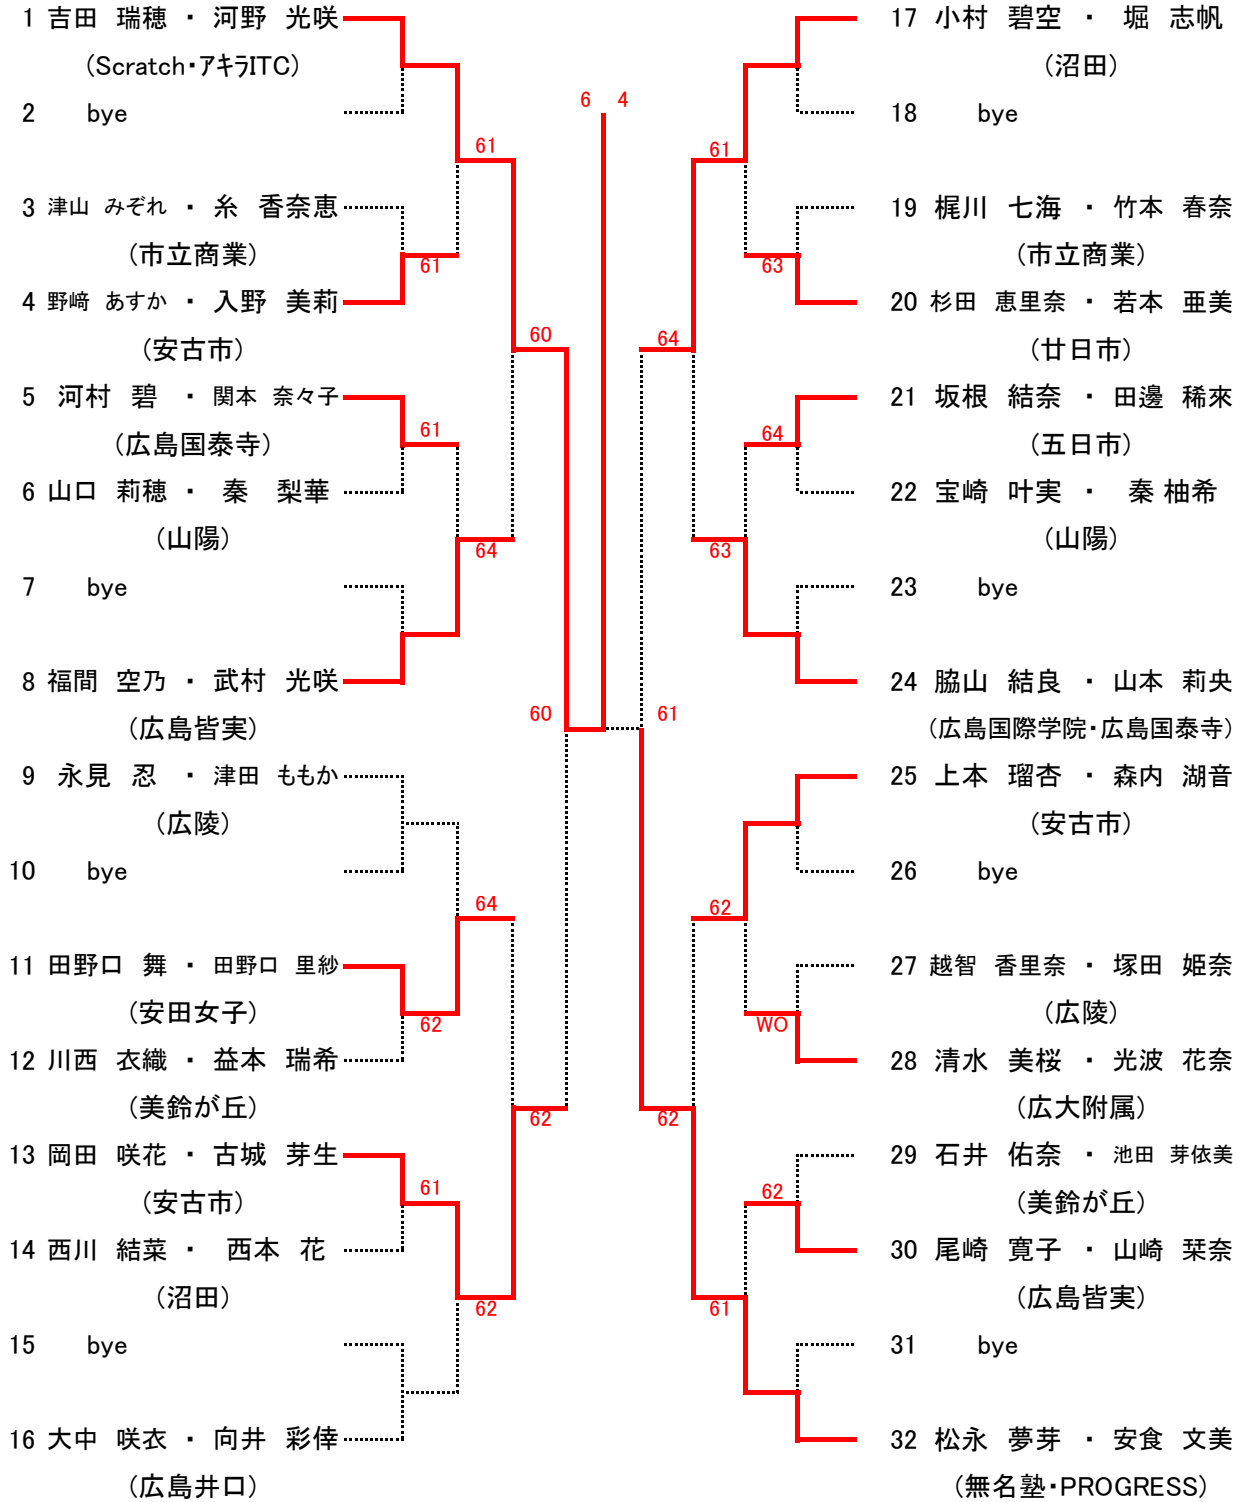 1 吉田 瑞穂 ・ 河野 光咲
(Scratch・アキラITC)
2 bye
3 津山 みぞれ ・ 糸 香奈恵
(市立商業)
4 野﨑 あすか ・ 入野 美莉
(安古市)
5 河村 碧 ・ 関本 奈々子
(広島国泰寺)
6 山口 莉穂 ・ 秦 梨華
(山陽)
7 bye
8 福間 空乃 ・ 武村 光咲
(広島皆実)
9 永見 忍 ・ 津田 ももか
(広陵)
10 bye
11 田野口 舞 ・ 田野口 里紗
(安田女子)
12 川西 衣織 ・ 益本 瑞希
(美鈴が丘)
13 岡田 咲花 ・ 古城 芽生
(安古市)
14 西川 結菜 ・ 西本 花
(沼田)
15 bye
16 大中 咲衣 ・ 向井 彩倖
(広島井口)
61
61
61
64
62
61
60
64
62
62
60
6 4
61
64
62
61
63
62
61
63
64
WO
62
17 小村 碧空 ・ 堀 志帆
(沼田)
18 bye
19 梶川 七海 ・ 竹本 春奈
(市立商業)
20 杉田 恵里奈 ・ 若本 亜美
(廿日市)
21 坂根 結奈 ・ 田邊 稀來
(五日市)
22 宝崎 叶実 ・ 秦 柚希
(山陽)
23 bye
24 脇山 結良 ・ 山本 莉央
(広島国際学院・広島国泰寺)
25 上本 瑠杏 ・ 森内 湖音
(安古市)
26 bye
27 越智 香里奈 ・ 塚田 姫奈
(広陵)
28 清水 美桜 ・ 光波 花奈
(広大附属)
29 石井 佑奈 ・ 池田 芽依美
(美鈴が丘)
30 尾崎 寛子 ・ 山崎 栞奈
(広島皆実)
31 bye
32 松永 夢芽 ・ 安食 文美
(無名塾・PROGRESS)